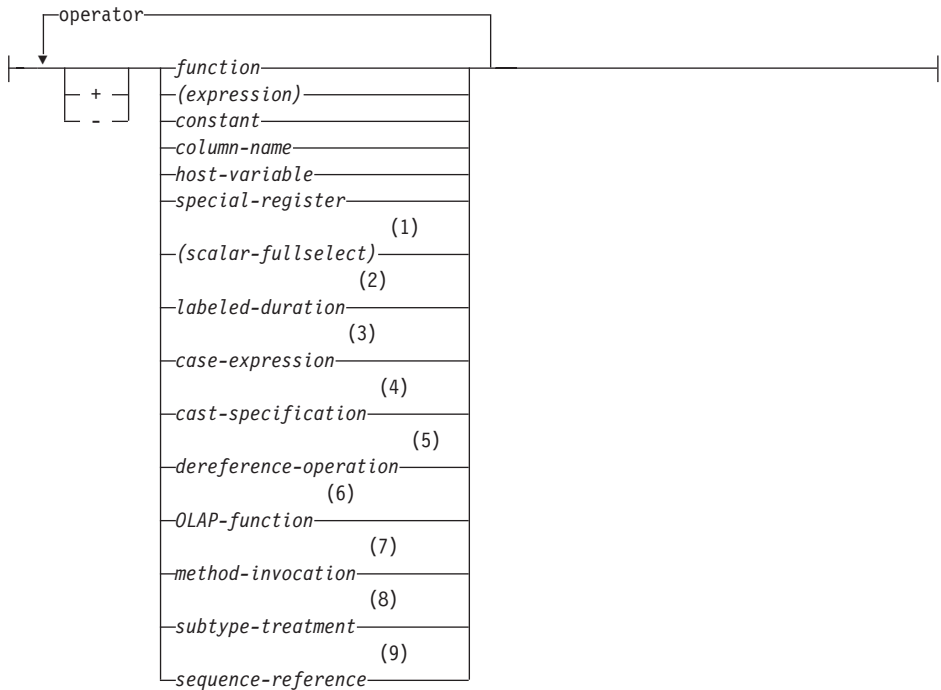 operator
function
+
(expression)
-
constant
column-name
host-variable
special-register
(1)
(scalar-fullselect)
(2)
labeled-duration
(3)
case-expression
(4)
cast-specification
(5)
dereference-operation
(6)
OLAP-function
(7)
method-invocation
(8)
subtype-treatment
(9)
sequence-reference